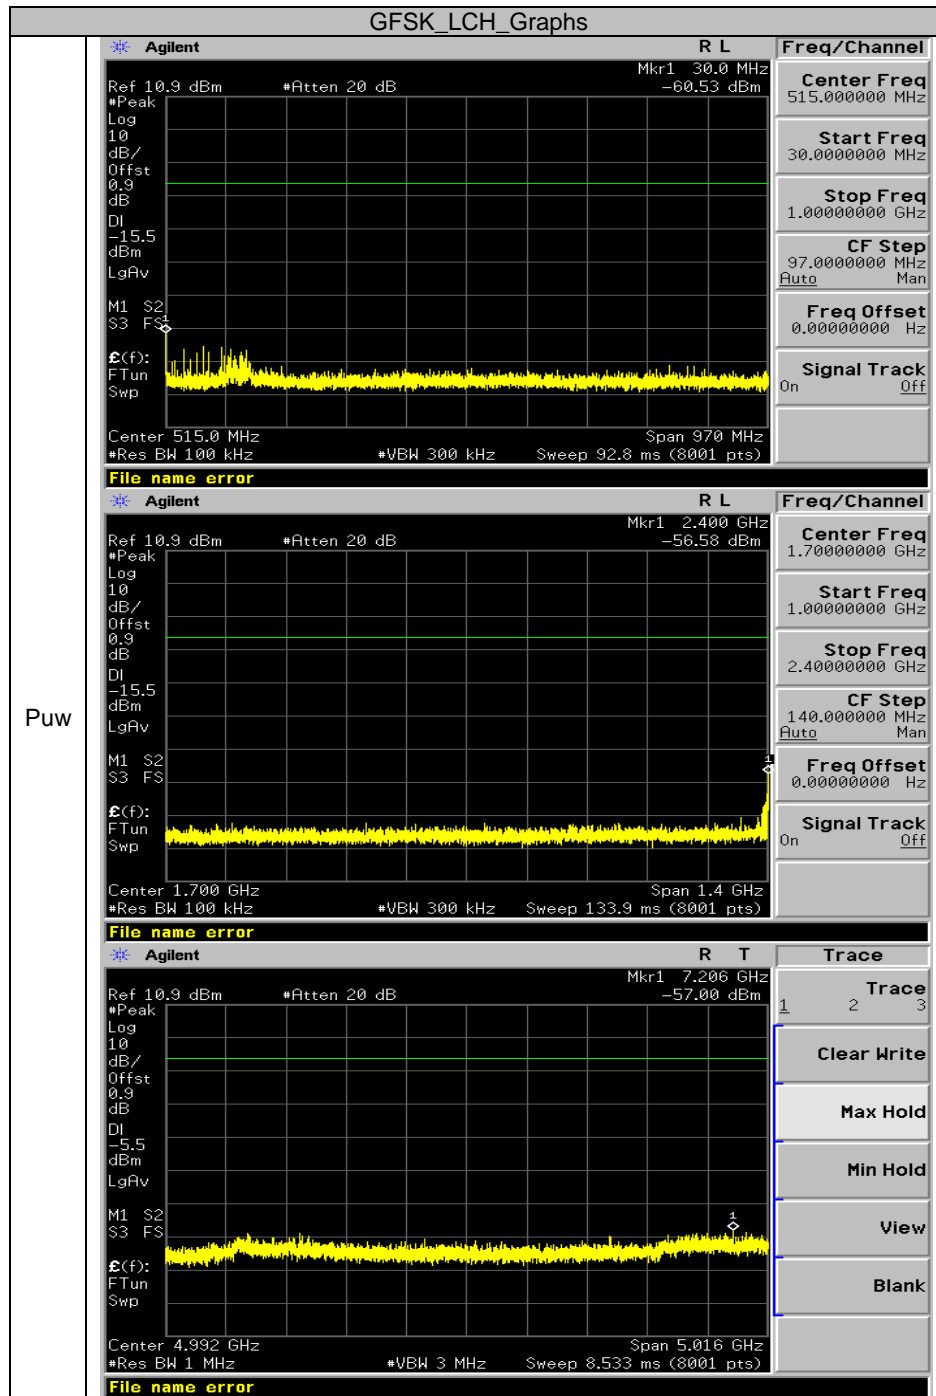 GFSK_LCH_Graphs
Puw
Agilent R L Freq/Channel
Mkr1 30.0 MHz
Ref 10.9 dBm #Atten 20 dB -60.53 dBm
#Peak
Log
10
dB/
Offst
0.9
dB
DI
-15.5
dBm
LgAv
M1 S2
S3 FS
1
£(f):
FTun
Swp
Center 515.0 MHz Span 970 MHz
#Res BW 100 kHz #VBW 300 kHz Sweep 92.8 ms (8001 pts)
File name error
Center Freq
515.000000 MHz
Start Freq
30.0000000 MHz
Stop Freq
1.00000000 GHz
CF Step
97.0000000 MHz
Auto Man
Freq Offset
0.00000000 Hz
Signal Track
On Off
Agilent R L Freq/Channel
Mkr1 2.400 GHz
Ref 10.9 dBm #Atten 20 dB -56.58 dBm
#Peak
Log
10
dB/
Offst
0.9
dB
DI
-15.5
dBm
LgAv
M1 S2
S3 FS
1
£(f):
FTun
Swp
Center 1.700 GHz Span 1.4 GHz
#Res BW 100 kHz #VBW 300 kHz Sweep 133.9 ms (8001 pts)
File name error
Center Freq
1.70000000 GHz
Start Freq
1.00000000 GHz
Stop Freq
2.40000000 GHz
CF Step
140.000000 MHz
Auto Man
Freq Offset
0.00000000 Hz
Signal Track
On Off
Agilent R T Trace
Mkr1 7.206 GHz
Ref 10.9 dBm #Atten 20 dB -57.00 dBm
#Peak
Log
10
dB/
Offst
0.9
dB
DI
-5.5
dBm
LgAv
M1 S2
S3 FS
1
£(f):
FTun
Swp
Center 4.992 GHz Span 5.016 GHz
#Res BW 1 MHz #VBW 3 MHz Sweep 8.533 ms (8001 pts)
File name error
Trace
1 2 3
Clear Write
Max Hold
Min Hold
View
Blank